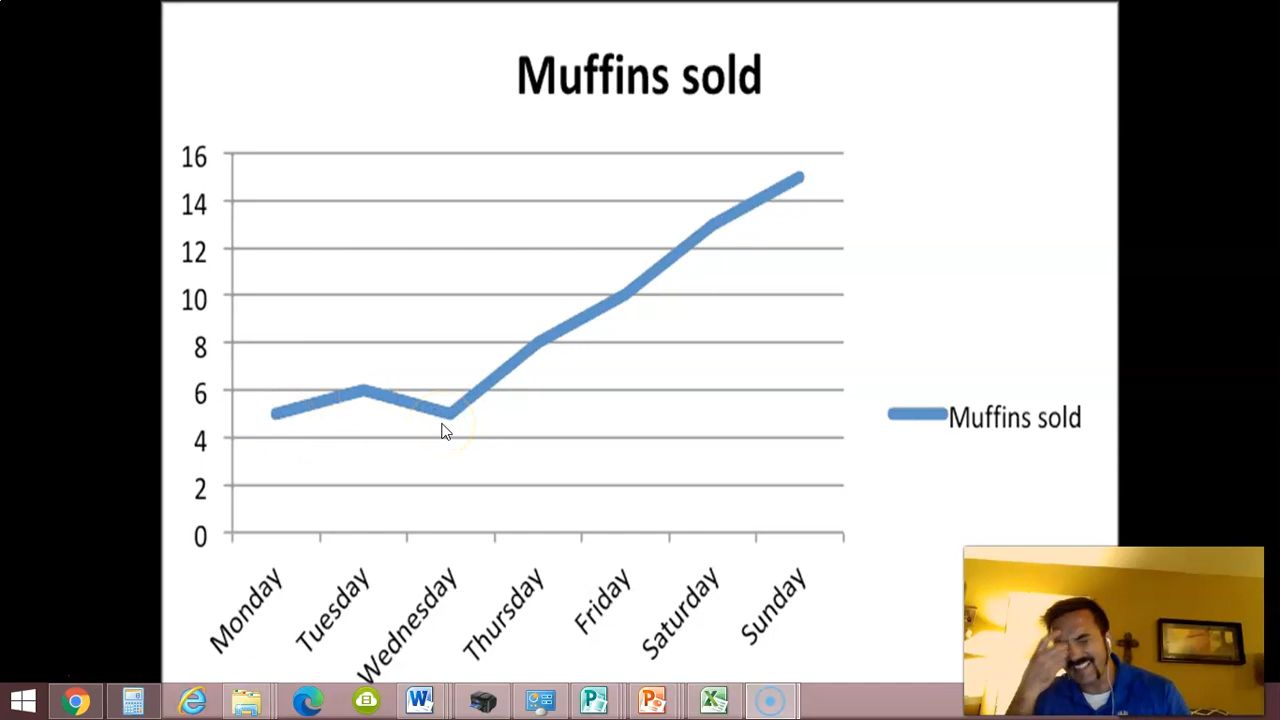 Muffins sold
16
14
12
10
8
6
4
2
0
Muffins sold
Monday
Tuesday
Wednesday
Thursday
Friday
Saturday
Sunday